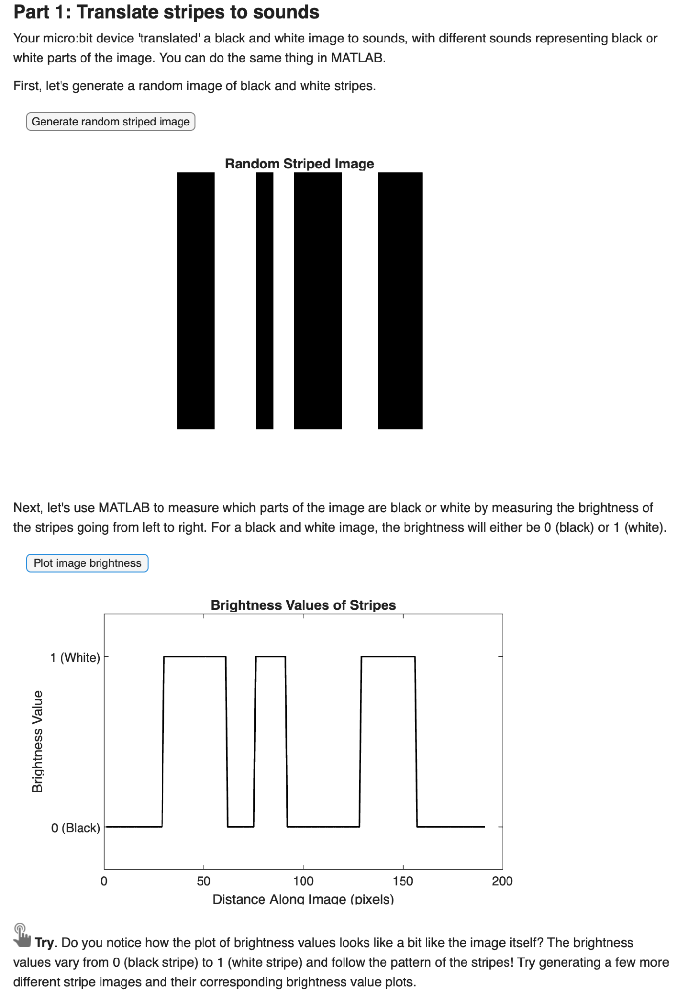 Part 1: Translate stripes to sounds
Your micro:bit device 'translated' a black and white image to sounds, with different sounds representing black or
white parts of the image. You can do the same thing in MATLAB.
First, let's generate a random image of black and white stripes.
Generate random striped image
Random Striped Image
Next, let's use MATLAB to measure which parts of the image are black or white by measuring the brightness of
the stripes going from left to right. For a black and white image, the brightness will either be 0 (black) or 1 (white).
Plot image brightness
Brightness Values of Stripes
1 (White)
Brightness Value
0 (Black)
0 50 100 150 200
Distance Along Image (pixels)
Try. Do you notice how the plot of brightness values looks like a bit like the image itself? The brightness
values vary from 0 (black stripe) to 1 (white stripe) and follow the pattern of the stripes! Try generating a few more
different stripe images and their corresponding brightness value plots.